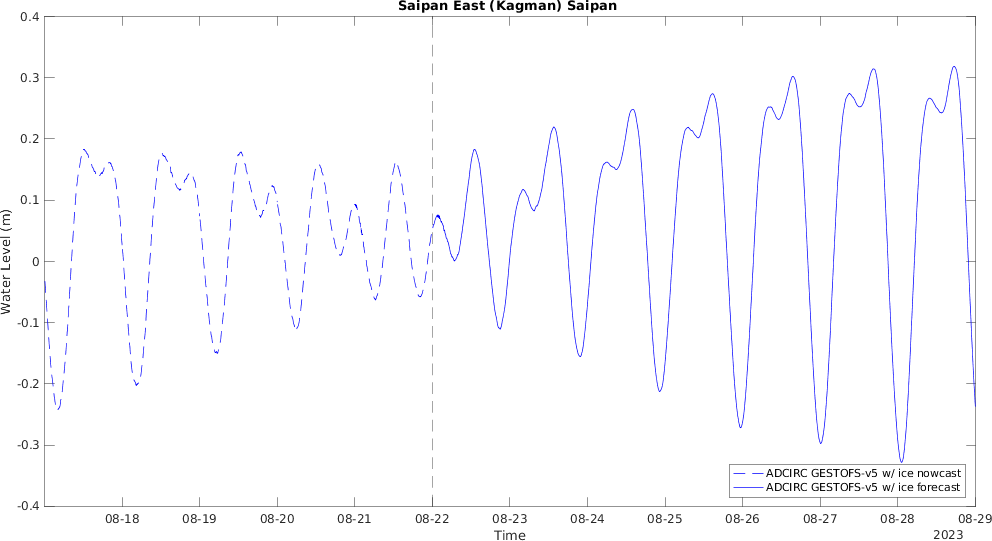 Saipan East (Kagman) Saipan
0.4
0.3
0.2
0.1
0
-0.1
-0.2
-0.3
-0.4
Water Level (m)
ADCIRC GESTOFS-v5 w/ ice nowcast
ADCIRC GESTOFS-v5 w/ ice forecast
08-18 08-19 08-20 08-21 08-22 08-23 08-24 08-25 08-26 08-27 08-28 08-29
Time
2023